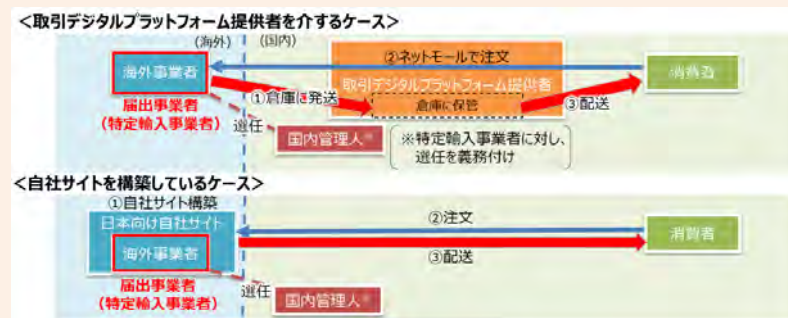 ＜取引デジタルプラットフォーム提供者を介するケース＞
(海外)
(国内)
②ネットモールで注文
海外事業者
取引デジタルプラットフォーム提供者
消費者
①倉庫に発送
倉庫に保管
③配送
届出事業者
（特定輸入事業者）
選任
国内管理人※
※特定輸入事業者に対し、
選任を義務付け
＜自社サイトを構築しているケース＞
①自社サイト構築
日本向け自社サイト
②注文
海外事業者
消費者
③配送
届出事業者
（特定輸入事業者）
選任
国内管理人※